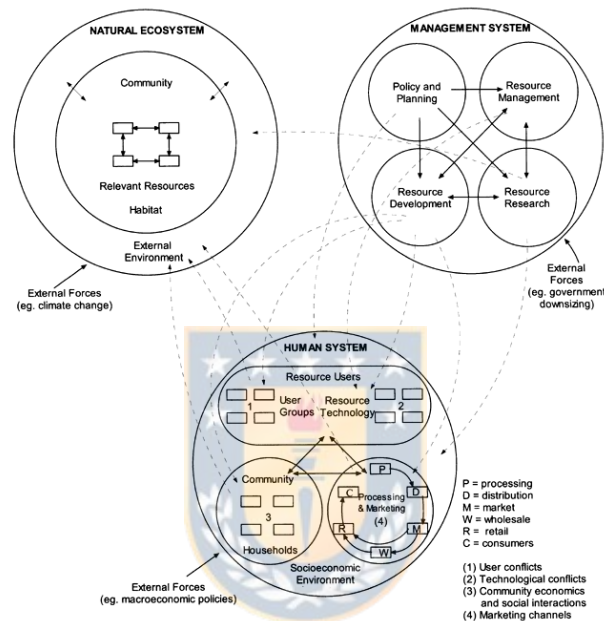 NATURAL ECOSYSTEM
Community
Relevant Resources
Habitat
External
Environment
External Forces
(eg. climate change)
MANAGEMENT SYSTEM
Policy and
Planning
Resource
Management
Resource
Development
Resource
Research
External
Forces
(eg. government
downsizing)
HUMAN SYSTEM
Resource Users
1
User
Groups
Resource
Technology
2
Community
3
Households
P
D
M
W
R
C
Processing
& Marketing
(4)
Socioeconomic
Environment
External Forces
(eg. macroeconomic policies)
P = processing
D = distribution
M = market
W = wholesale
R = retail
C = consumers
(1) User conflicts
(2) Technological conflicts
(3) Community economics
and social interactions
(4) Marketing channels